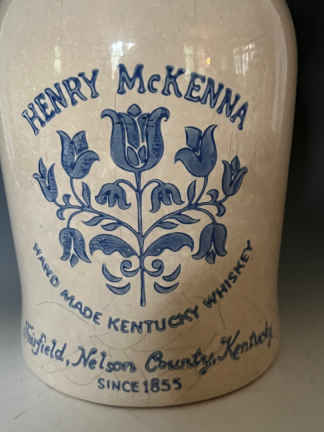 HENRY McKENNA
HAND MADE KENTUCKY WHISKEY
Fairfield, Nelson County, Kentucky
SINCE 1855